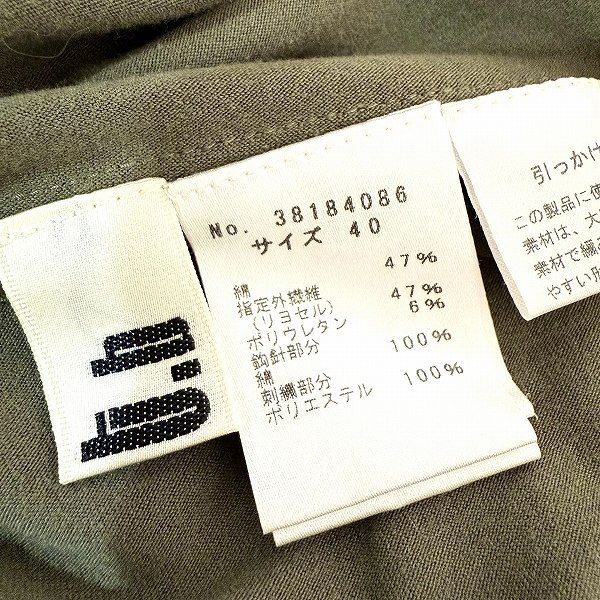 No. 38184086
サイズ 40
綿 47%
指定外繊維
(リヨセル) 47%
ポリウレタン 6%
鈎針部分
綿 100%
刺繍部分
ポリエステル 100%
引っかけ
この製品に使
素材は、大
素材で編
やすい